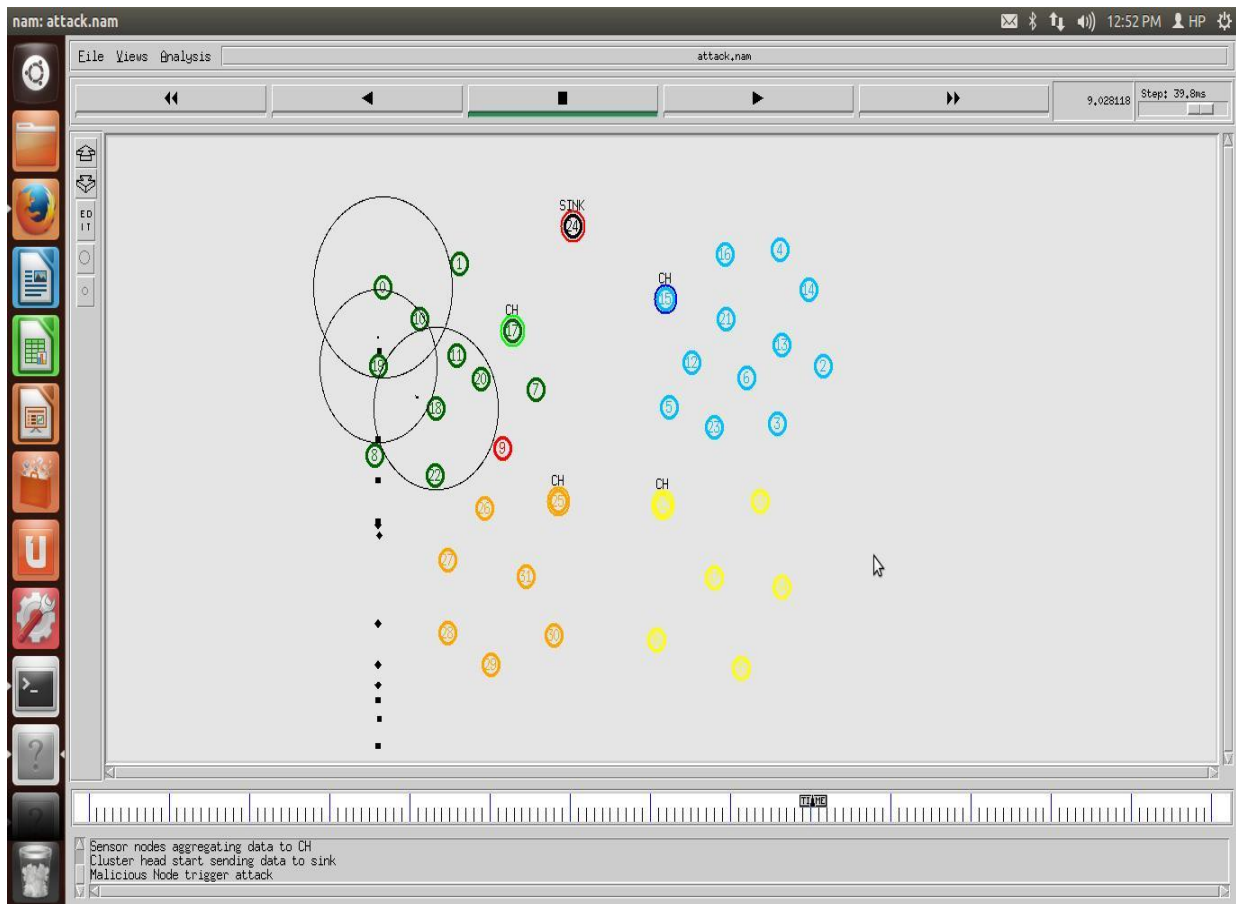 nam: attack.nam
12:52 PM HP
File Views Analysis attack.nam
9.028118 Step: 39.8ms
ED
IT
SINK
24
16 4
1
CH
0 15 14
CH
10 17 21
11 13
19 20 12 2
7 6
18 5
23 3
9
8
22
CH CH
26 25
27
31
28 30
29
TIME
Sensor nodes aggregating data to CH
Cluster head start sending data to sink
Malicious Node trigger attack